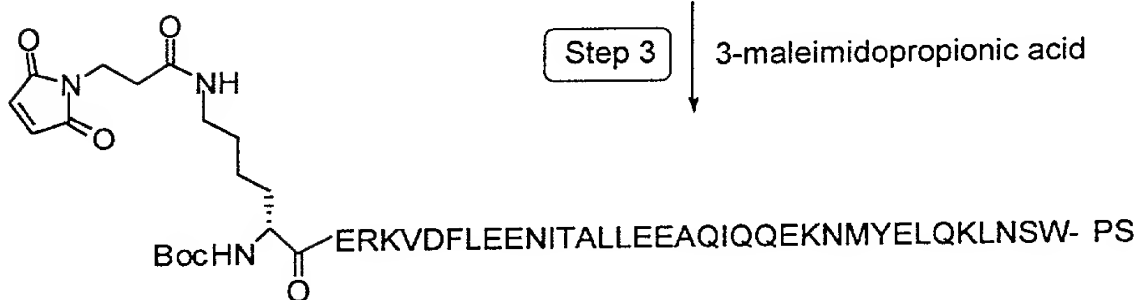 Step 3
3-maleimidopropionic acid
O
O
N
NH
O
BocHN
ERKVDFLEENITALLEEAQIQQEKNMYELQKLNSW- PS
O